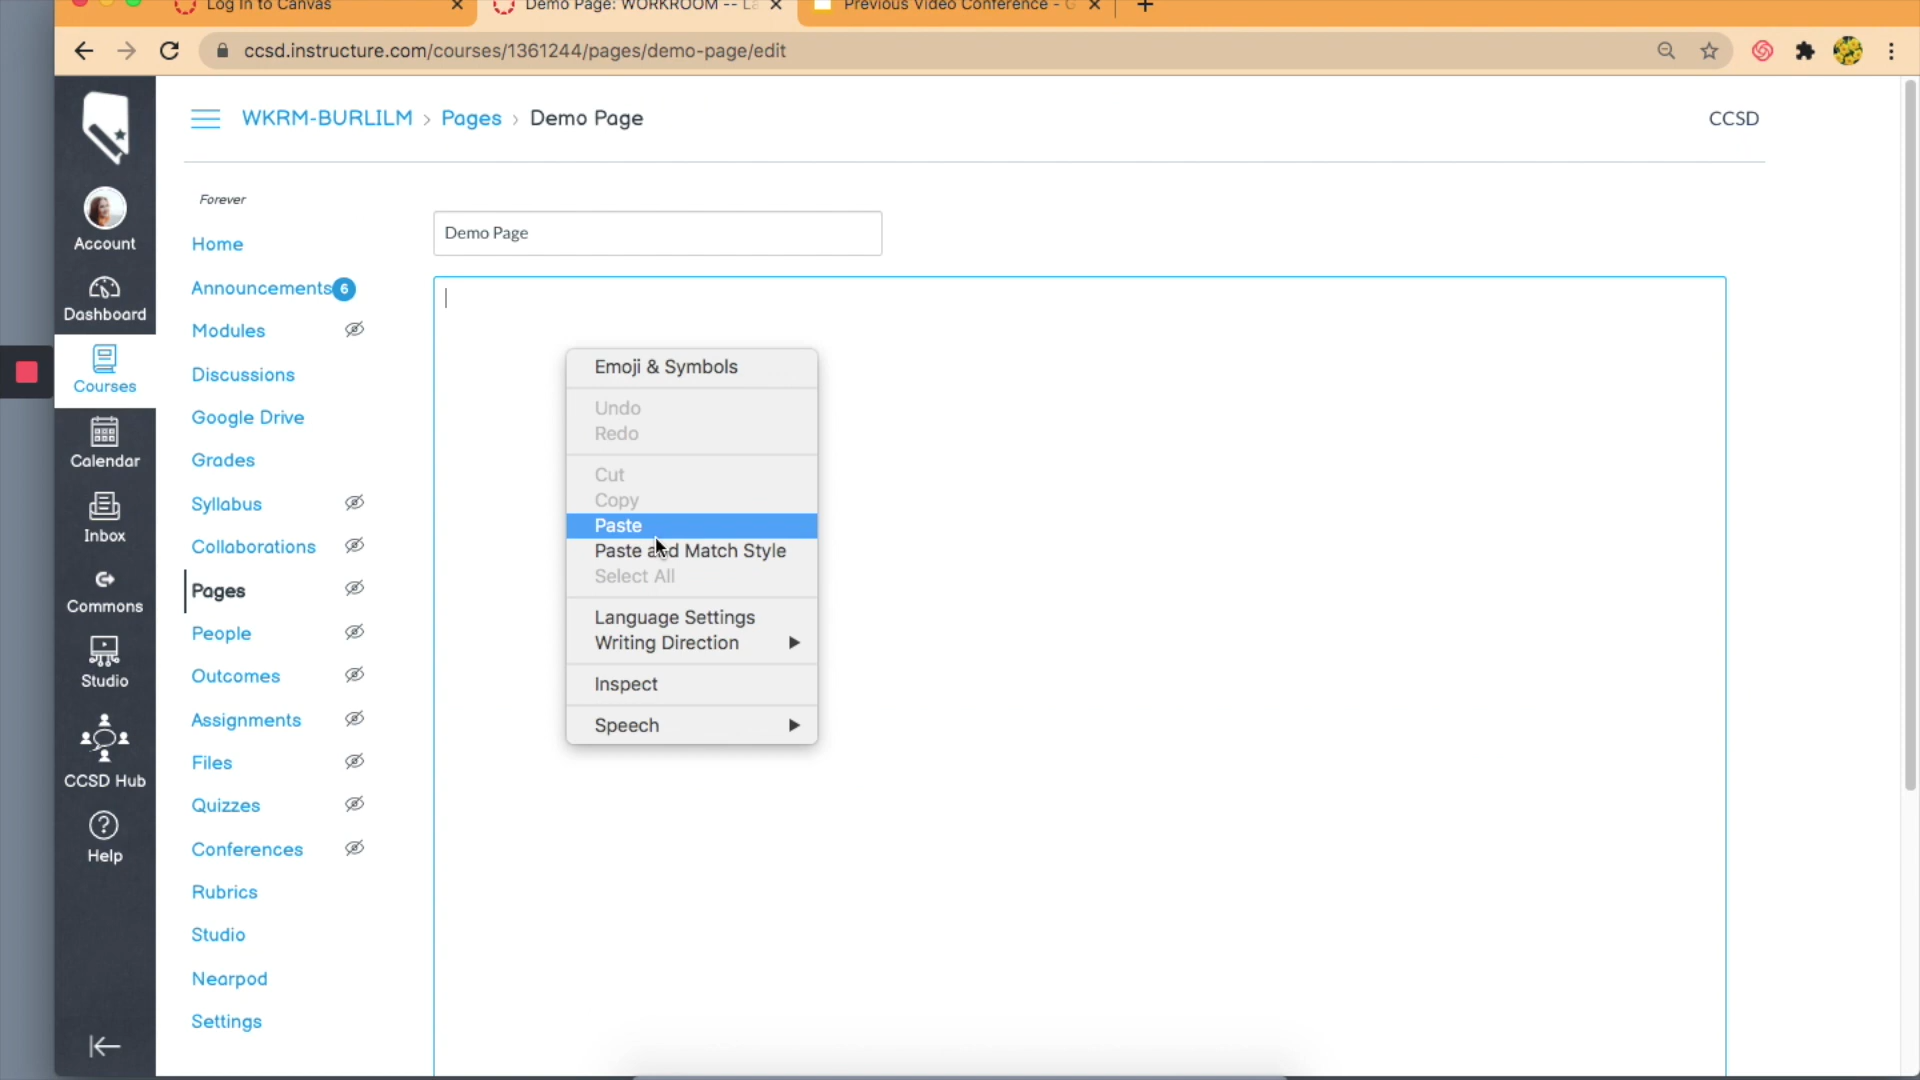 Log In to Canvas
Demo Page: WORKROOM -- La
Previous Video Conference - G
ccsd.instructure.com/courses/1361244/pages/demo-page/edit
WKRM-BURLILM > Pages > Demo Page
CCSD
Account
Dashboard
Courses
Calendar
Inbox
Commons
Studio
CCSD Hub
Help
Forever
Home
Announcements 6
Modules
Discussions
Google Drive
Grades
Syllabus
Collaborations
Pages
People
Outcomes
Assignments
Files
Quizzes
Conferences
Rubrics
Studio
Nearpod
Settings
Demo Page
Emoji & Symbols
Undo
Redo
Cut
Copy
Paste
Paste and Match Style
Select All
Language Settings
Writing Direction
Inspect
Speech